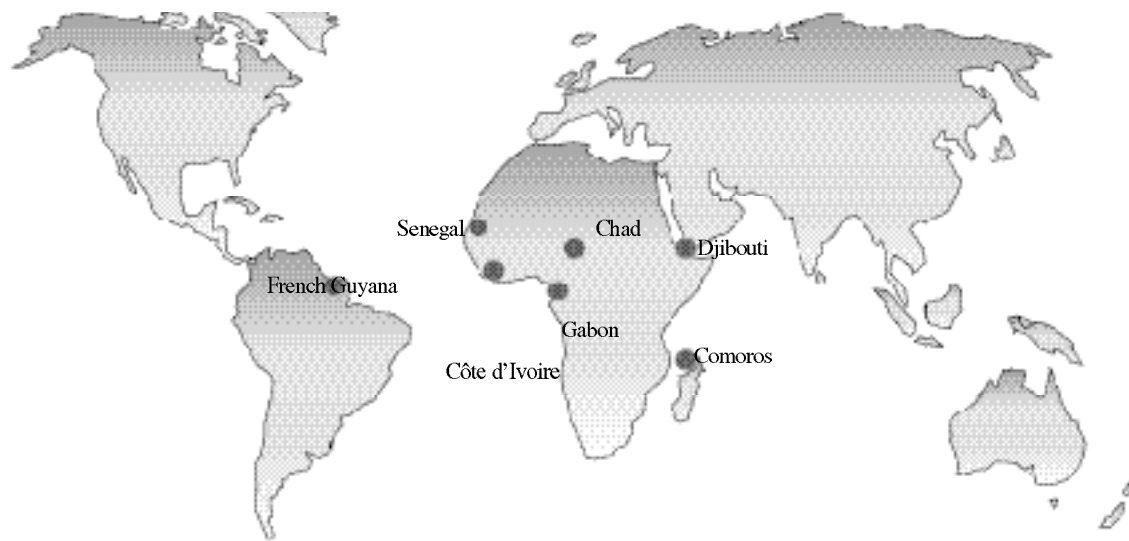 Senegal
Chad
Djibouti
French Guyana
Gabon
Comoros
Côte d’Ivoire